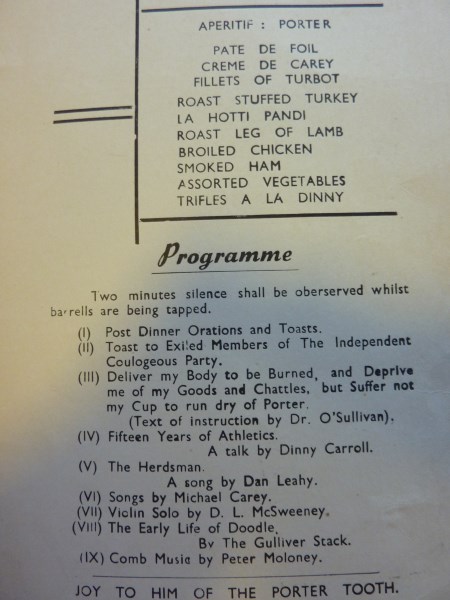 APERITIF : PORTER
PATE DE FOIL
CREME DE CAREY
FILLETS OF TURBOT
ROAST STUFFED TURKEY
LA HOTTI PANDI
ROAST LEG OF LAMB
BROILED CHICKEN
SMOKED HAM
ASSORTED VEGETABLES
TRIFLES A LA DINNY
Programme
Two minutes silence shall be oberserved whilst
barrells are being tapped.
(I) Post Dinner Orations and Toasts.
(II) Toast to Exiled Members of The Independent
Coulogeous Party.
(III) Deliver my Body to be Burned, and Deprive
me of my Goods and Chattles, but Suffer not
my Cup to run dry of Porter.
(Text of instruction by Dr. O'Sullivan).
(IV) Fifteen Years of Athletics.
A talk by Dinny Carroll.
(V) The Herdsman.
A song by Dan Leahy.
(VI) Songs by Michael Carey.
(VII) Violin Solo by D. L. McSweeney.
(VIII) The Early Life of Doodle,
By The Gulliver Stack.
(IX) Comb Music by Peter Moloney.
JOY TO HIM OF THE PORTER TOOTH.